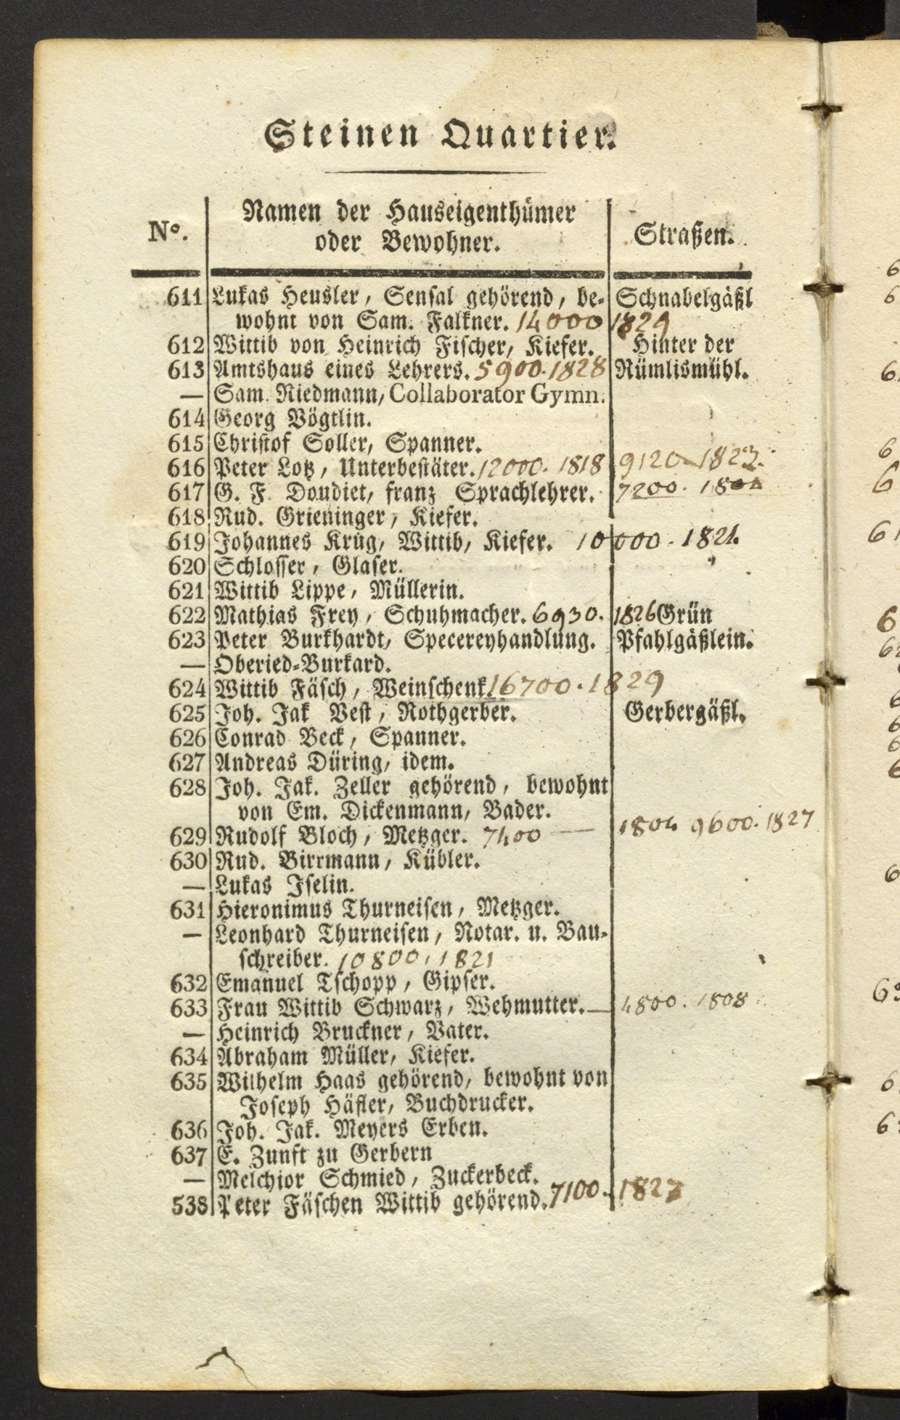 Steinen Quartier.
No. Namen der Hauseigenthümer oder Bewohner. Straßen.
611 Lukas Heusler, Sensal gehörend, be- Schnabelgäßl
wohnt von Sam. Falkner. 14000 1829
612 Wittib von Heinrich Fischer, Kiefer. Hinter der
613 Amtshaus eines Lehrers. 5900. 1828 Rümlismühl.
— Sam. Riedmann, Collaborator Gymn.
614 Georg Vögtlin.
615 Christof Soller, Spanner.
616 Peter Lotz, Unterbestäter. 12000. 1818 9120 1823.
617 G. F. Doudiet, franz Sprachlehrer. 7200.
618 Rud. Grieninger, Kiefer.
619 Johannes Krüg, Wittib, Kiefer. 10000. 1821.
620 Schlosser, Glaser.
621 Wittib Lippe, Müllerin.
622 Mathias Frey, Schuhmacher. 6930. 1826 Grün
623 Peter Burkhardt, Specereyhandlung. Pfahlgäßlein.
— Oberied-Burkard.
624 Wittib Fäsch, Weinschenk 16700. 1829
625 Joh. Jak Vest, Rothgerber. Gerbergäßl.
626 Conrad Beck, Spanner.
627 Andreas Düring, idem.
628 Joh. Jak. Zeller gehörend, bewohnt
von Em. Dickenmann, Bader.
629 Rudolf Bloch, Metzger. 7400 — 1804 9600. 1827
630 Rud. Birrmann, Kübler.
— Lukas Iselin.
631 Hieronimus Thurneisen, Metzger.
— Leonhard Thurneisen, Notar. u. Bau-
schreiber. 10800, 1821
632 Emanuel Tschopp, Gipser.
633 Frau Wittib Schwarz, Wehmutter. — 4800. 1808
— Heinrich Bruckner, Vater.
634 Abraham Müller, Kiefer.
635 Wilhelm Haas gehörend, bewohnt von
Joseph Häfler, Buchdrucker.
636 Joh. Jak. Meyers Erben.
637 E. Zunft zu Gerbern
— Melchior Schmied, Zuckerbeck.
538 Peter Fäschen Wittib gehörend. 7100. 1827